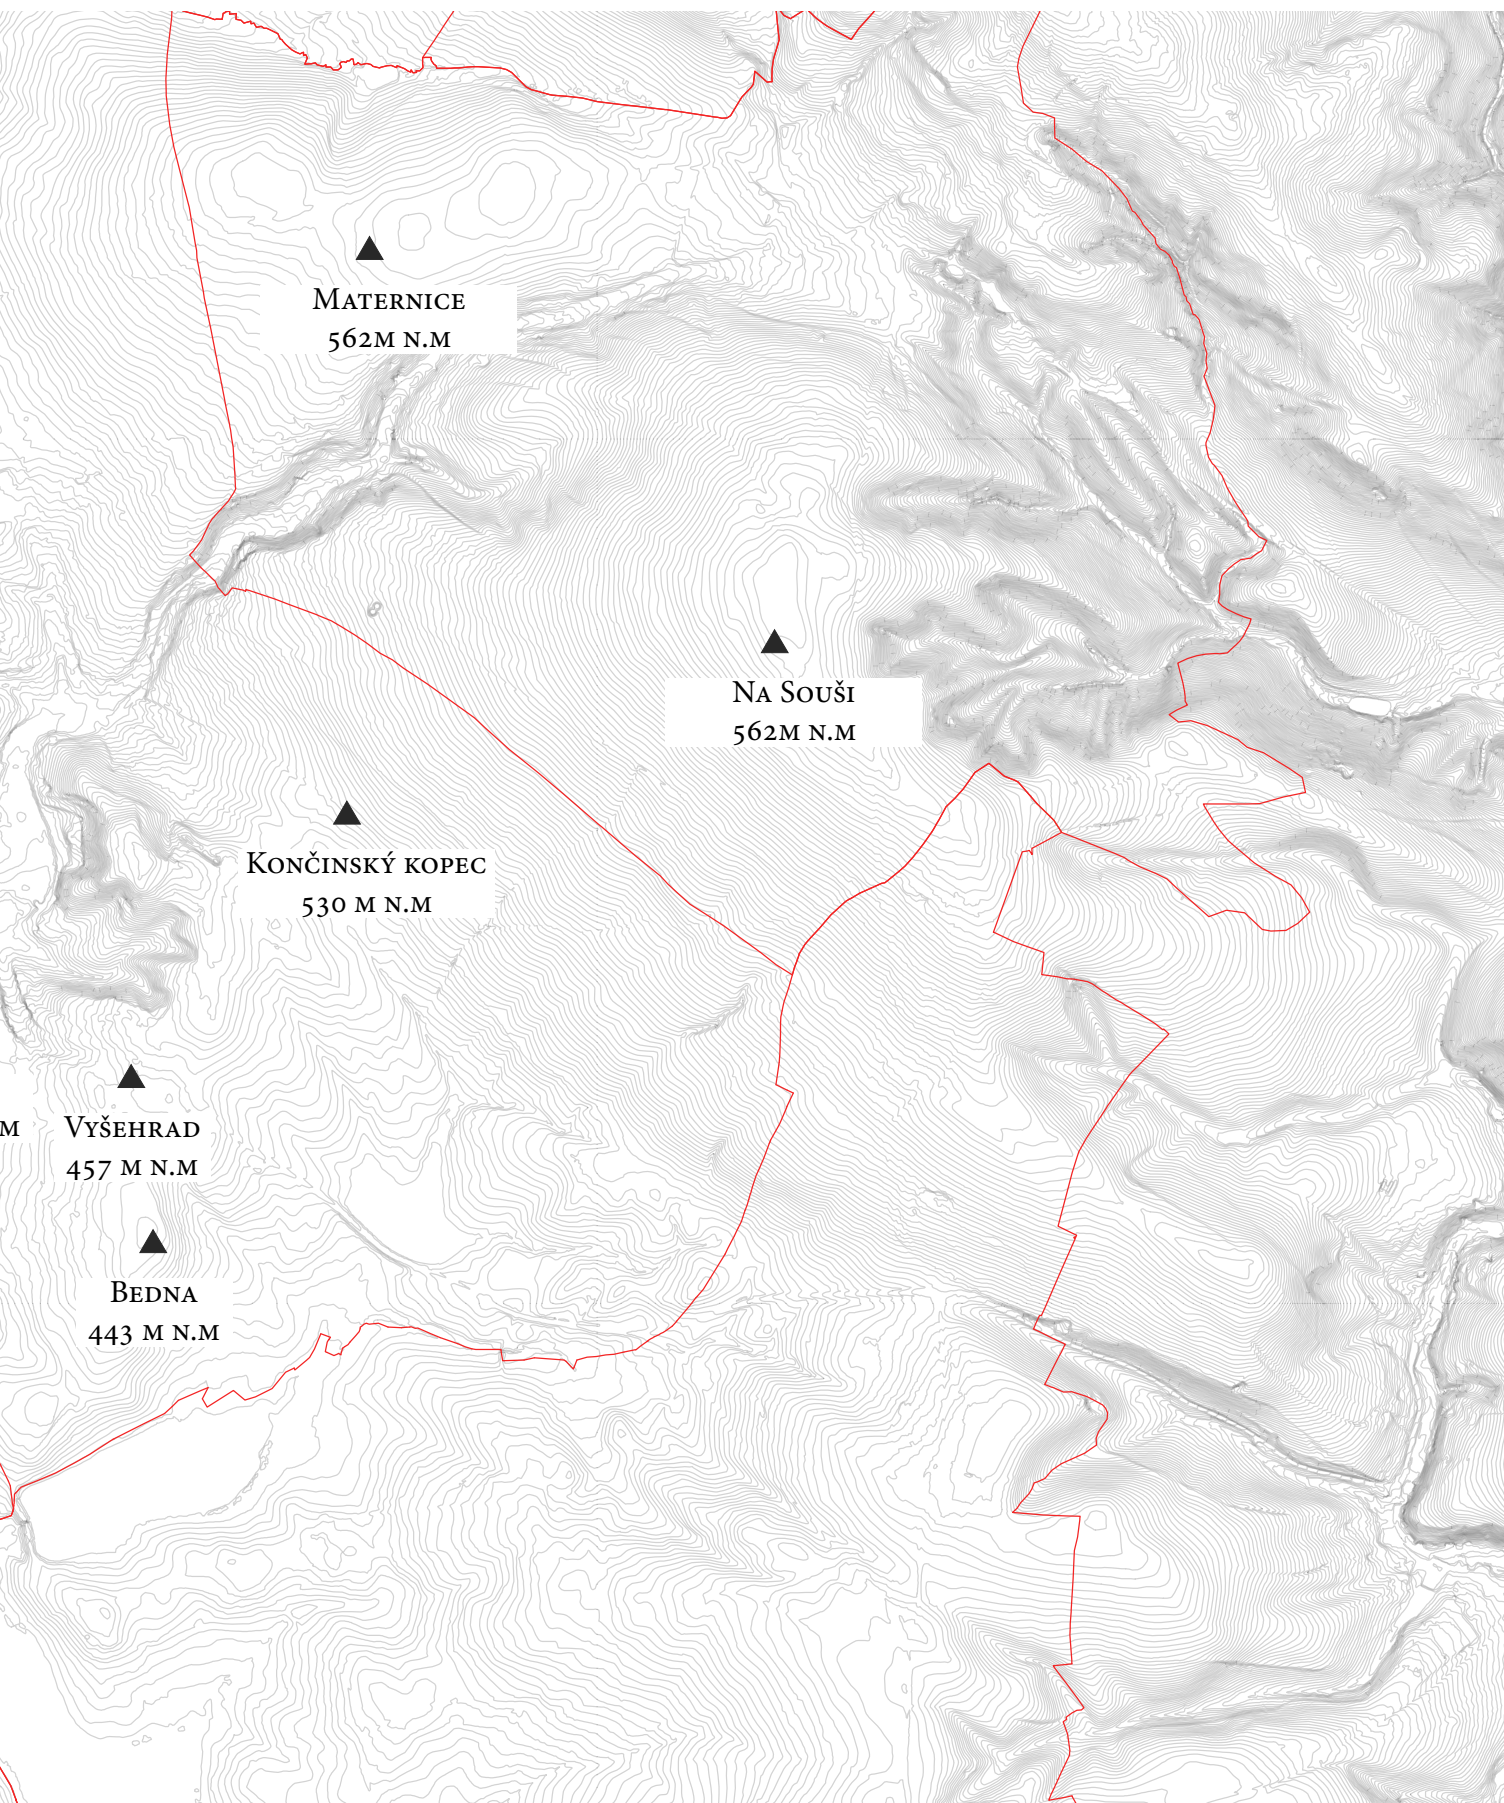 Maternice
562m n.m
Na Souši
562m n.m
Končinský kopec
530 m n.m
m
Vyšehrad
457 m n.m
Bedna
443 m n.m